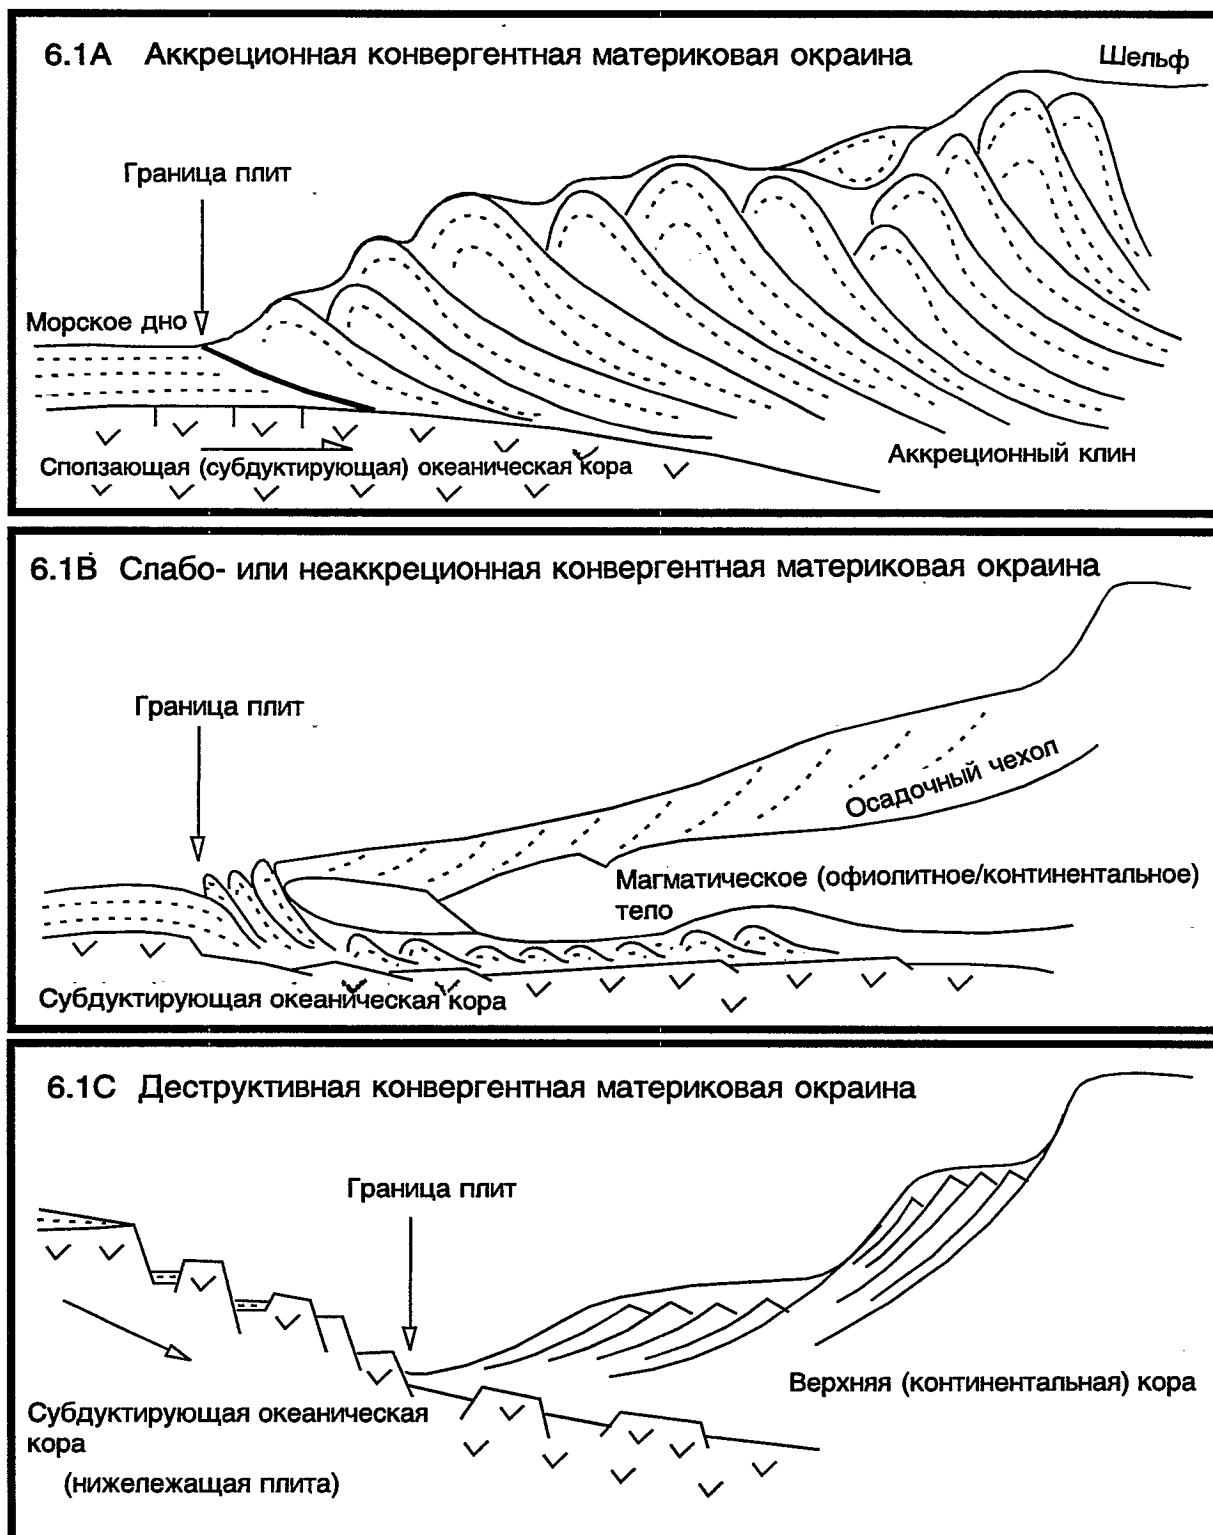 6.1A Аккреционная конвергентная материковая окраина
Шельф
Граница плит
Морское дно
Сползающая (субдуктирующая) океаническая кора
Аккреционный клин
6.1B Слабо- или неаккреционная конвергентная материковая окраина
Граница плит
Осадочный чехол
Магматическое (офиолитное/континентальное)
тело
Субдуктирующая океаническая кора
6.1C Деструктивная конвергентная материковая окраина
Граница плит
Верхняя (континентальная) кора
Субдуктирующая океаническая
кора
(нижележащая плита)